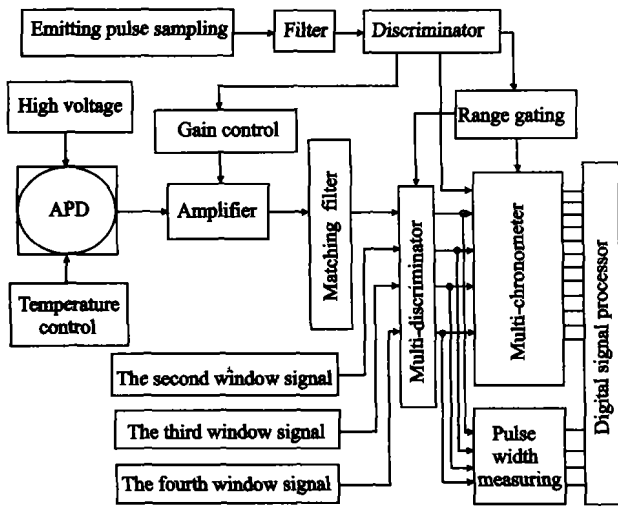 Emitting pulse sampling
Filter
Discriminator
High voltage
Gain control
Range gating
APD
Amplifier
Matching filter
Multi-discriminator
Multi-chronometer
Digital signal processor
Temperature
control
The second window signal
The third window signal
The fourth window signal
Pulse
width
measuring